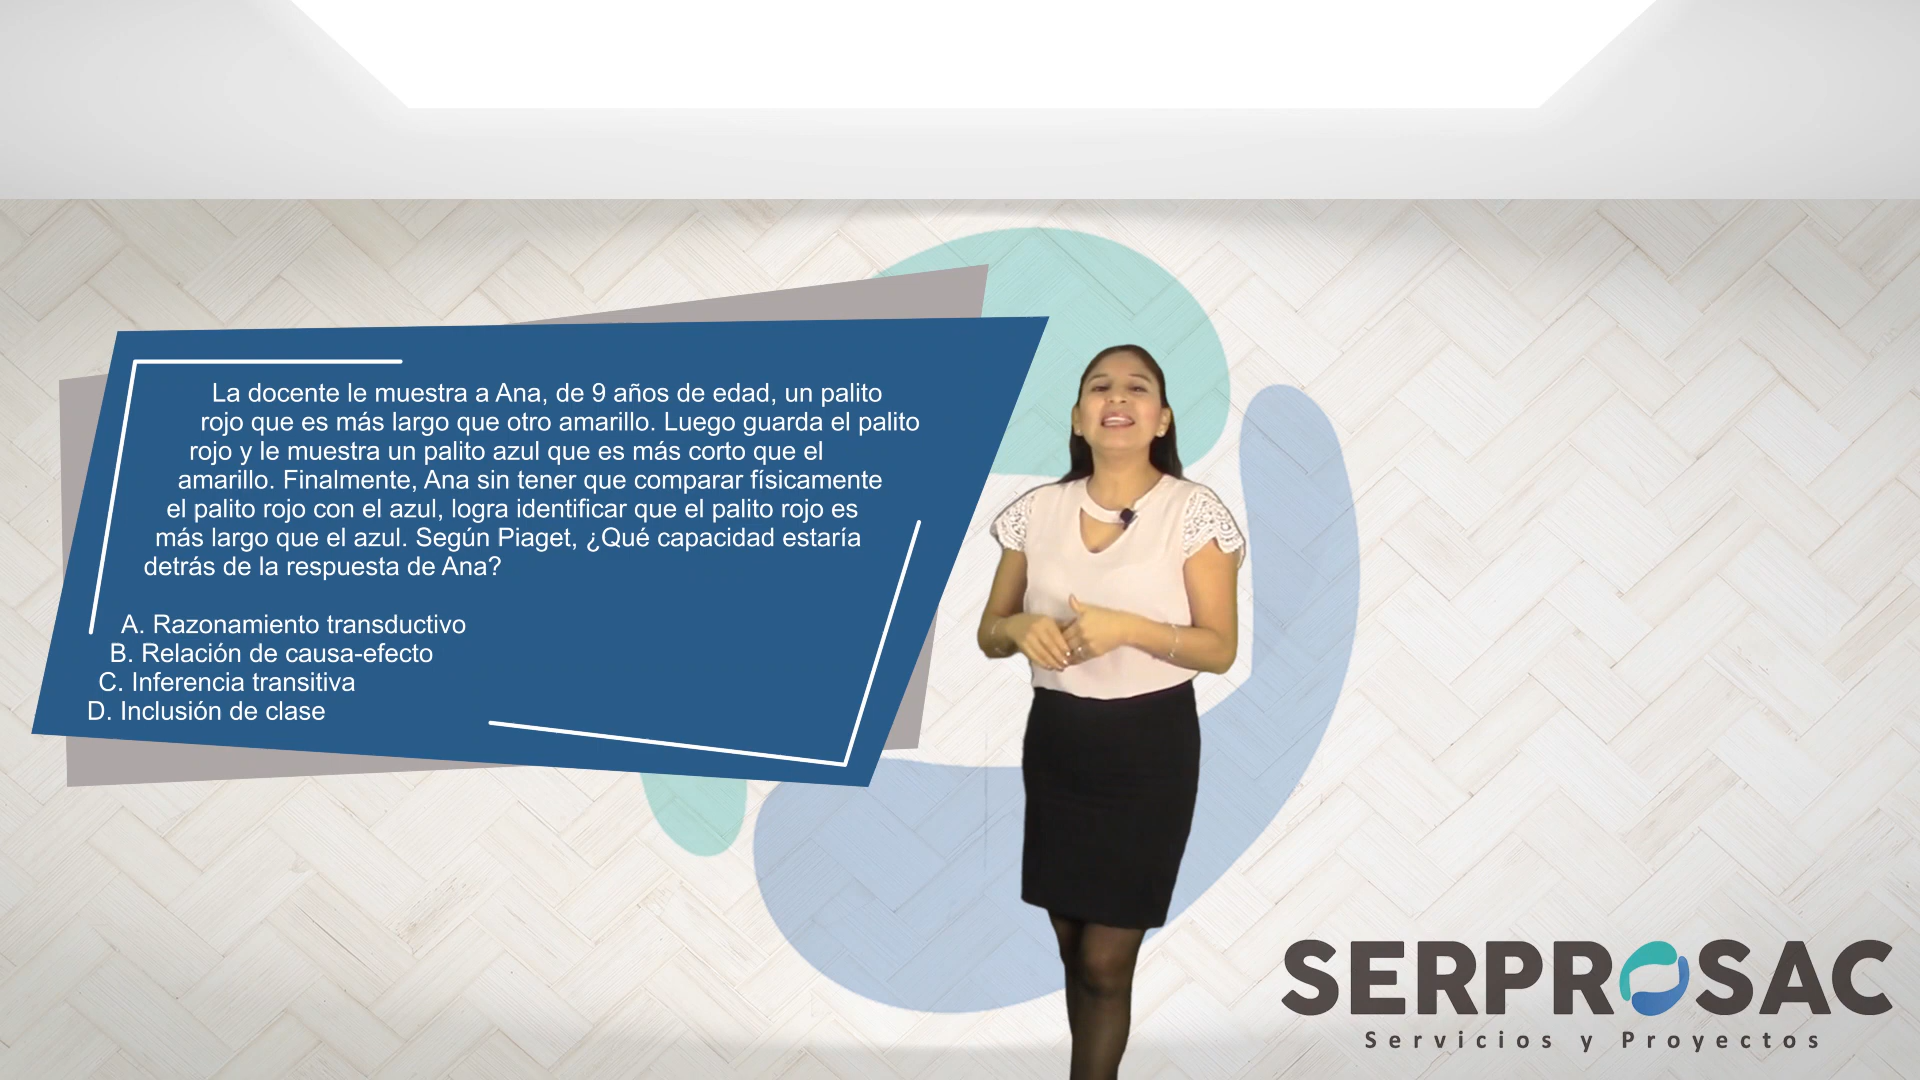 La docente le muestra a Ana, de 9 años de edad, un palito
rojo que es más largo que otro amarillo. Luego guarda el palito
rojo y le muestra un palito azul que es más corto que el
amarillo. Finalmente, Ana sin tener que comparar físicamente
el palito rojo con el azul, logra identificar que el palito rojo es
más largo que el azul. Según Piaget, ¿Qué capacidad estaría
detrás de la respuesta de Ana?
A. Razonamiento transductivo
B. Relación de causa-efecto
C. Inferencia transitiva
D. Inclusión de clase
SERPROSAC
Servicios y Proyectos